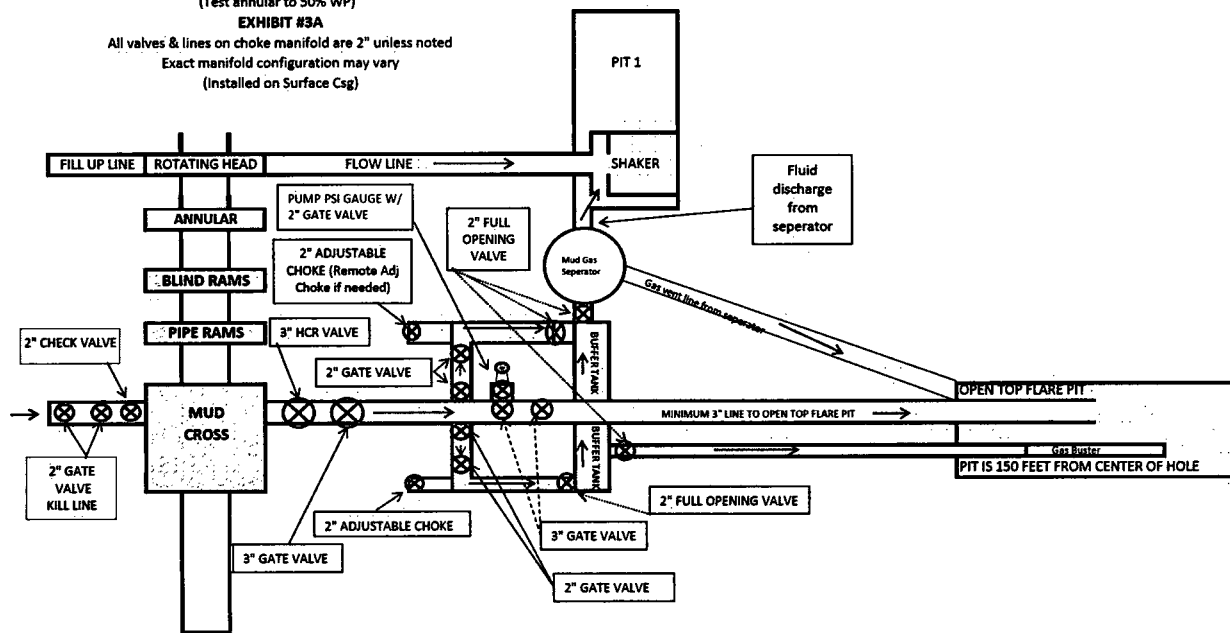 (Test annular to 50% WP)
EXHIBIT #3A
All valves & lines on choke manifold are 2" unless noted
Exact manifold configuration may vary
(Installed on Surface Csg)
PIT 1
FILL UP LINE
ROTATING HEAD
FLOW LINE
SHAKER
Fluid
discharge
from
seperator
PUMP PSI GAUGE W/
2" GATE VALVE
2" FULL
OPENING
VALVE
ANNULAR
2" ADJUSTABLE
CHOKE (Remote Adj
Choke if needed)
Mud Gas
Seperator
BLIND RAMS
Gas vent line from seperator
PIPE RAMS
3" HCR VALVE
2" CHECK VALVE
2" GATE VALVE
BUFFER TANK
OPEN TOP FLARE PIT
MUD
CROSS
MINIMUM 3" LINE TO OPEN TOP FLARE PIT
BUFFER TANK
Gas Buster
PIT IS 150 FEET FROM CENTER OF HOLE
2" GATE
VALVE
KILL LINE
2" FULL OPENING VALVE
2" ADJUSTABLE CHOKE
3" GATE VALVE
3" GATE VALVE
2" GATE VALVE